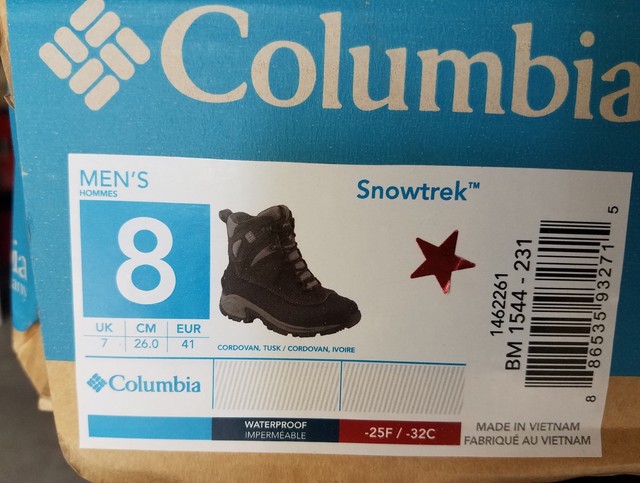 Columbia
MEN'S
HOMMES
Snowtrek™
8
UK CM EUR
7 26.0 41
CORDOVAN, TUSK / CORDOVAN, IVOIRE
1462261
BM 1544 - 231
8 86535 93271 5
Columbia
WATERPROOF
IMPERMÉABLE
-25F / -32C
MADE IN VIETNAM
FABRIQUÉ AU VIETNAM